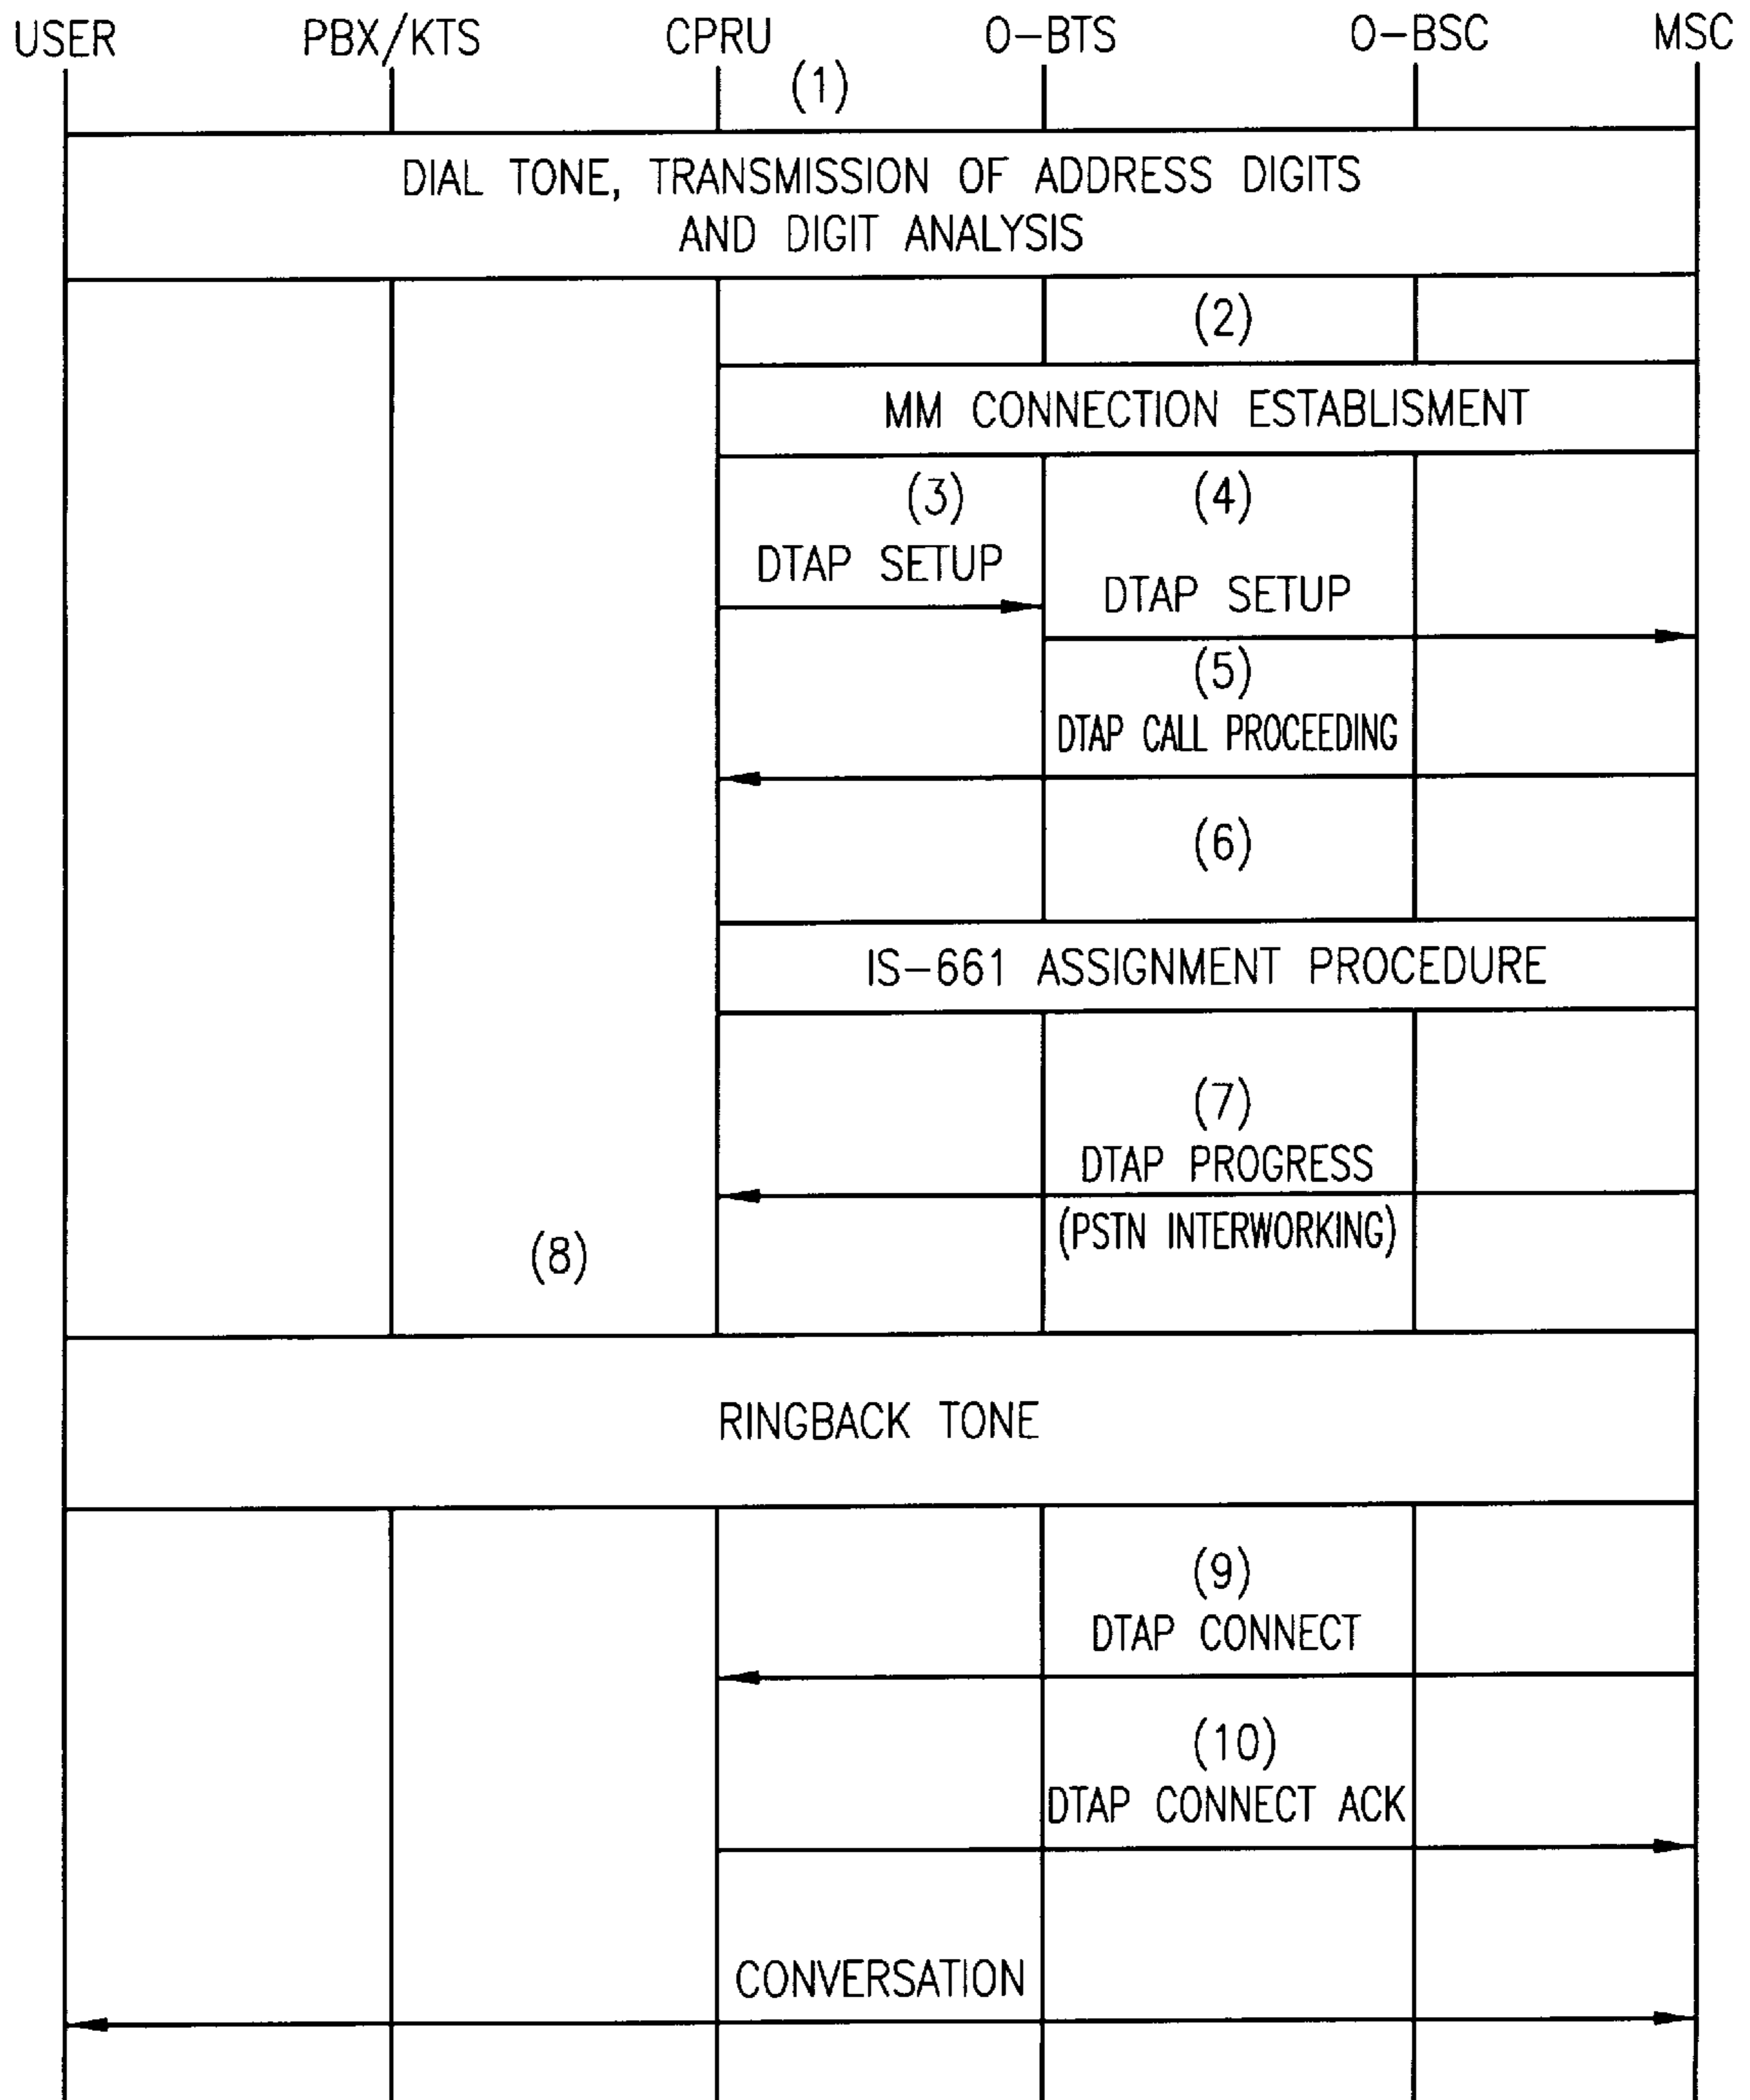 USER PBX/KTS CPRU O-BTS O-BSC MSC
(1)
DIAL TONE, TRANSMISSION OF ADDRESS DIGITS
AND DIGIT ANALYSIS
(2)
MM CONNECTION ESTABLISMENT
(3)
DTAP SETUP
(4)
DTAP SETUP
(5)
DTAP CALL PROCEEDING
(6)
IS-661 ASSIGNMENT PROCEDURE
(7)
DTAP PROGRESS
(PSTN INTERWORKING)
(8)
RINGBACK TONE
(9)
DTAP CONNECT
(10)
DTAP CONNECT ACK
CONVERSATION